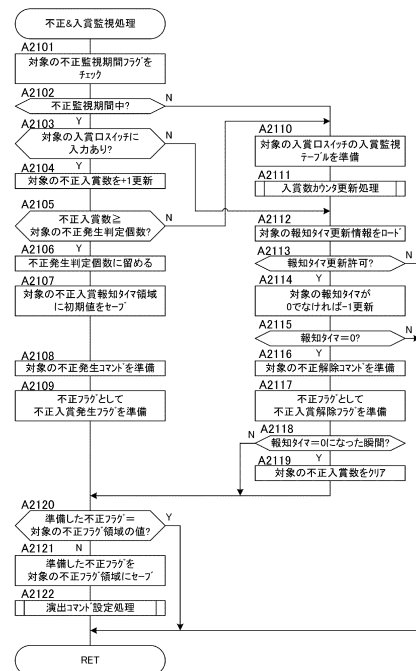 不正&入賞監視処理
A2101
対象の不正監視期間フラグを
チェック
A2102
不正監視期間中?
N
Y
A2103
対象の入賞口スイッチに
入力あり?
N
Y
A2104
対象の不正入賞数を+1更新
A2105
不正入賞数≧
対象の不正発生判定個数?
N
Y
A2106
不正発生判定個数に留める
A2107
対象の不正入賞報知タイマ領域
に初期値をセーブ
A2108
対象の不正発生コマンドを準備
A2109
不正フラグとして
不正入賞発生フラグを準備
A2110
対象の入賞口スイッチの入賞監視
テーブルを準備
A2111
入賞数カウンタ更新処理
A2112
対象の報知タイマ更新情報をロード
A2113
報知タイマ更新許可?
N
Y
A2114
対象の報知タイマが
0でなければ-1更新
A2115
報知タイマ=0?
N
Y
A2116
対象の不正解除コマンドを準備
A2117
不正フラグとして
不正入賞解除フラグを準備
A2118
報知タイマ=0になった瞬間?
N
Y
A2119
対象の不正入賞数をクリア
A2120
準備した不正フラグ=
対象の不正フラグ領域の値?
Y
N
A2121
準備した不正フラグを
対象の不正フラグ領域にセーブ
A2122
演出コマンド設定処理
RET